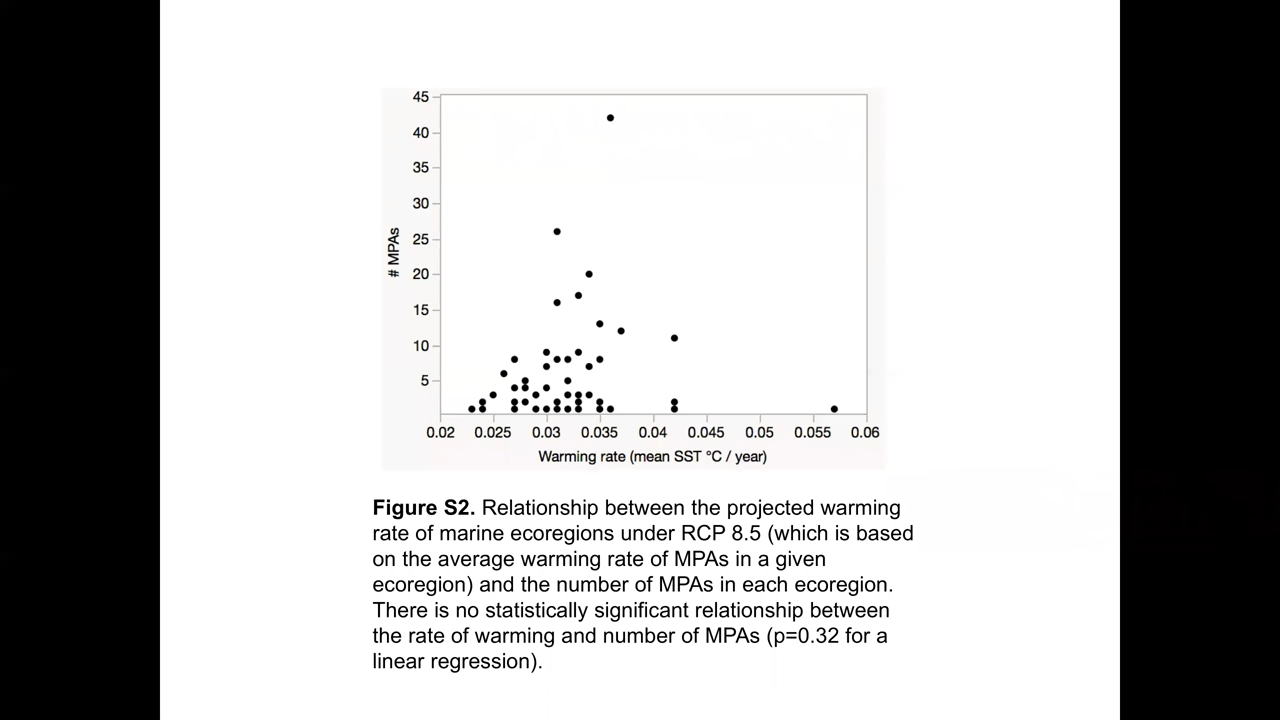 45
40
35
30
25
20
15
10
5
# MPAs
0.02 0.025 0.03 0.035 0.04 0.045 0.05 0.055 0.06
Warming rate (mean SST °C / year)
Figure S2. Relationship between the projected warming
rate of marine ecoregions under RCP 8.5 (which is based
on the average warming rate of MPAs in a given
ecoregion) and the number of MPAs in each ecoregion.
There is no statistically significant relationship between
the rate of warming and number of MPAs (p=0.32 for a
linear regression).